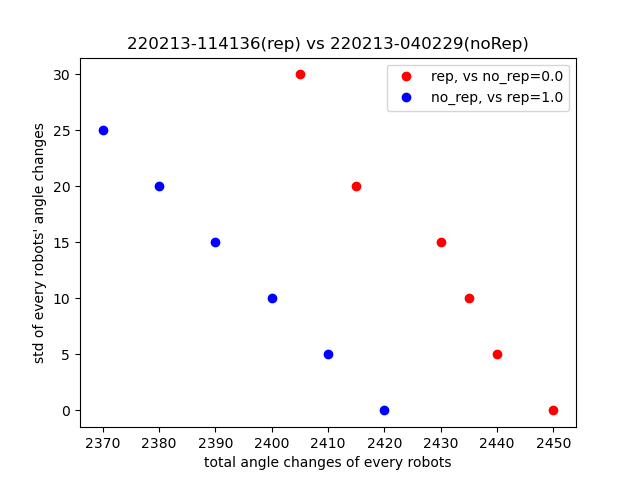 220213-114136(rep) vs 220213-040229(noRep)
30
25
20
15
10
5
0
std of every robots' angle changes
rep, vs no_rep=0.0
no_rep, vs rep=1.0
2370 2380 2390 2400 2410 2420 2430 2440 2450
total angle changes of every robots